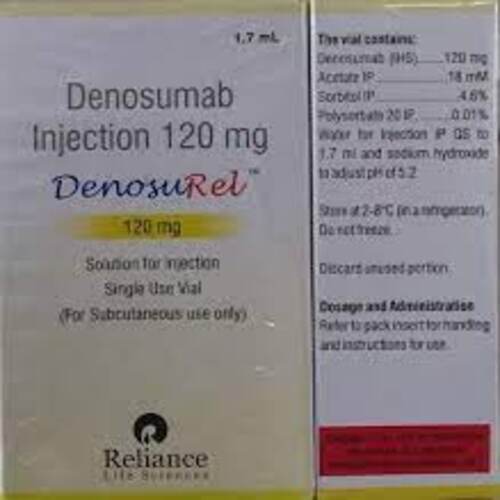 1.7 mL
Denosumab
Injection 120 mg
DenosuRel™
120 mg
Solution for Injection
Single Use Vial
(For Subcutaneous use only)
Reliance
Life Sciences
The vial contains:
Denosumab (IHS)......120 mg
Acetate IP......18 mM
Sorbitol IP......4.6%
Polysorbate 20 IP......0.01%
Water for Injection IP QS to
1.7 ml and sodium hydroxide
to adjust pH of 5.2
Store at 2-8°C (in a refrigerator).
Do not freeze.
Discard unused portion.
Dosage and Administration
Refer to pack insert for handling
and instructions for use.